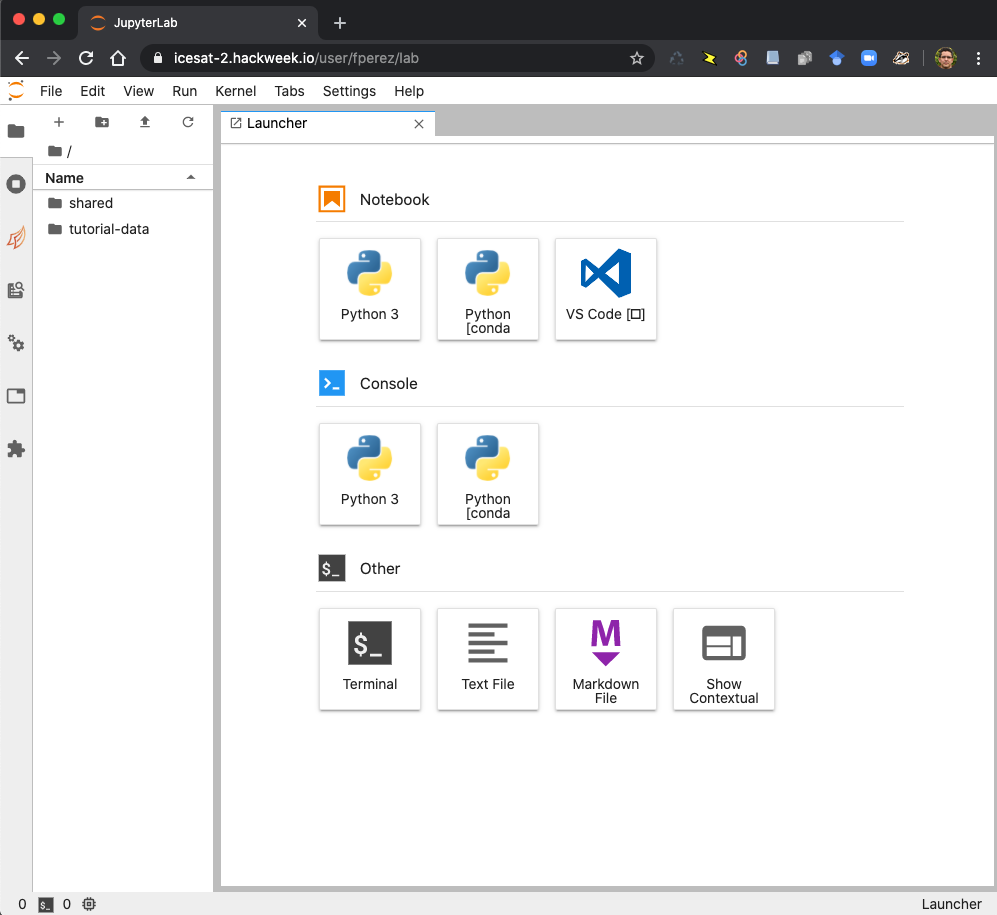 JupyterLab
icesat-2.hackweek.io/user/fperez/lab
File Edit View Run Kernel Tabs Settings Help
Launcher
/
Name
shared
tutorial-data
Notebook
Python 3
Python
[conda
VS Code [口]
Console
Python 3
Python
[conda
$_ Other
$_
Terminal
Text File
M
Markdown
File
Show
Contextual
0 $_ 0 Launcher